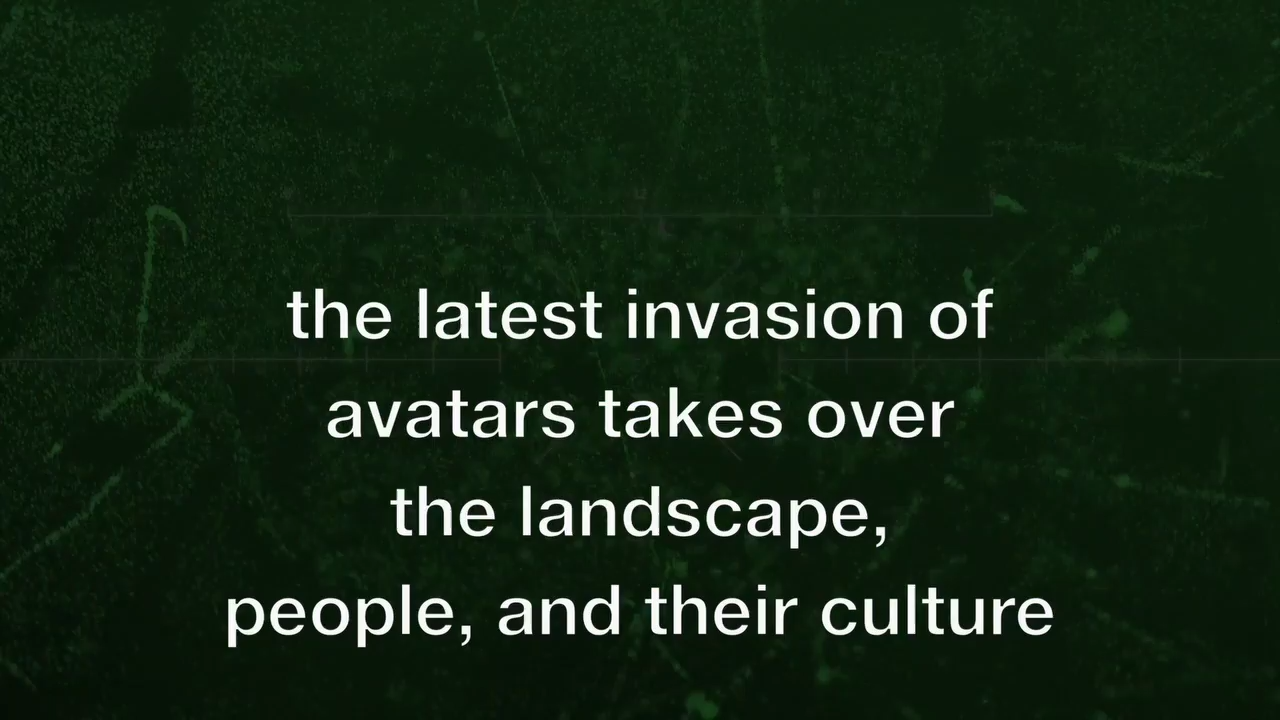 the latest invasion of
avatars takes over
the landscape,
people, and their culture